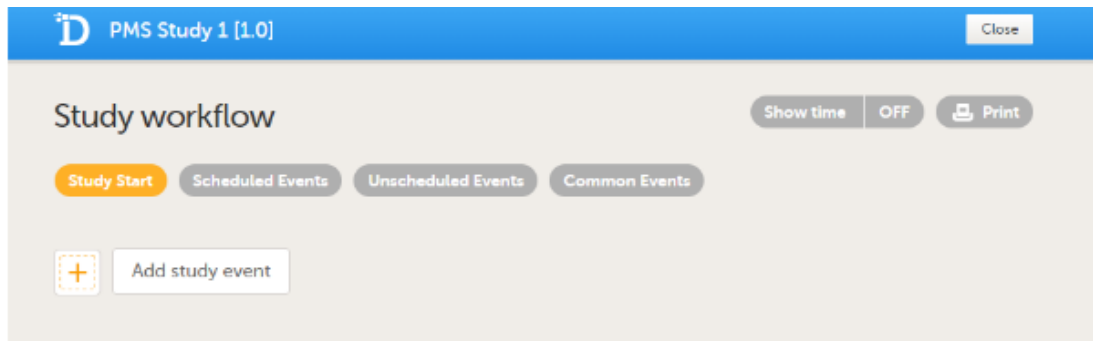 PMS Study 1 [1.0]
Close
Study workflow
Show time OFF Print
Study Start Scheduled Events Unscheduled Events Common Events
+ Add study event